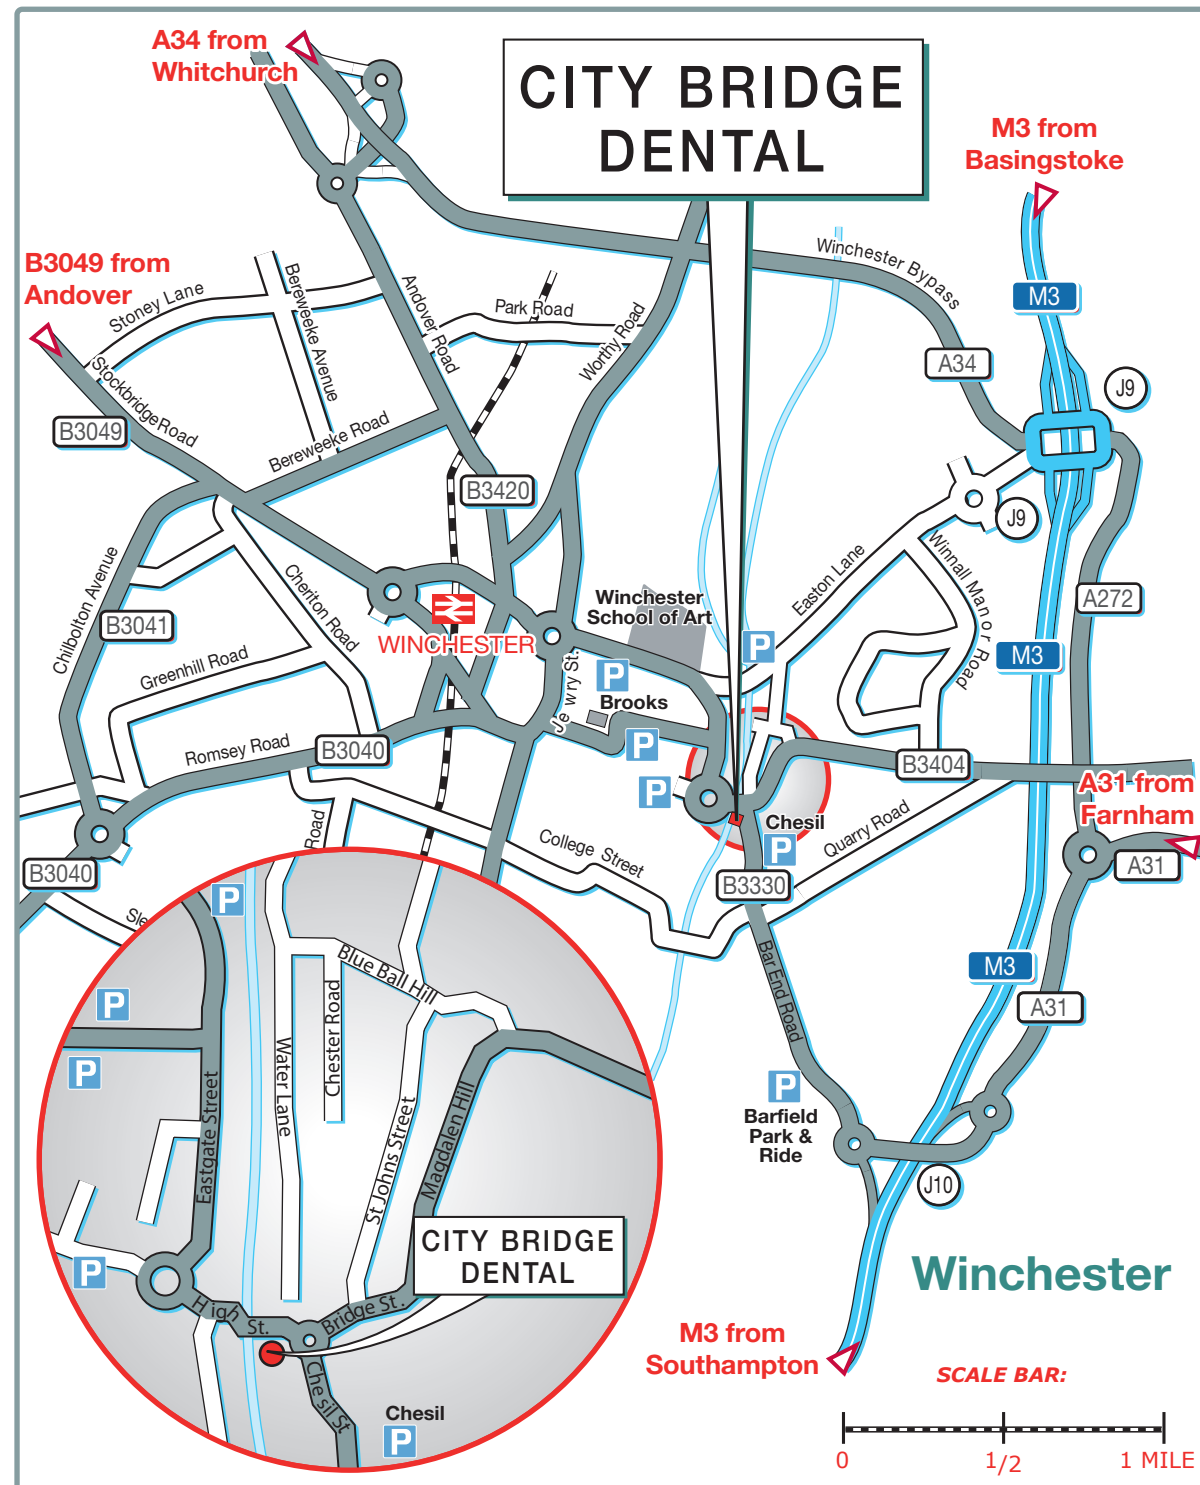 A34 from
Whitchurch
CITY BRIDGE
DENTAL
M3 from
Basingstoke
B3049 from
Andover
Stoney Lane
Bereweeke Avenue
Andover Road
Park Road
Worthy Road
Winchester Bypass
M3
A34
J9
Stockbridge Road
B3049
Bereweeke Road
B3420
J9
Chilbolton Avenue
Cheriton Road
Easton Lane
Winnall Manor Road
A272
B3041
WINCHESTER
Winchester
School of Art
P
M3
Greenhill Road
Jewry St.
P
Brooks
Romsey Road
B3040
P
P
B3404
A31 from
Farnham
Chesil
P
Quarry Road
College Street
Road
B3040
B3330
A31
Sle
Bar End Road
M3
A31
P
Barfield
Park &
Ride
J10
P
P
P
Blue Ball Hill
Chester Road
Water Lane
Eastgate Street
St Johns Street
Magdalen Hill
CITY BRIDGE
DENTAL
P
High St.
Bridge St.
Chesil St
Chesil
P
Winchester
M3 from
Southampton
SCALE BAR:
0 1/2 1 MILE